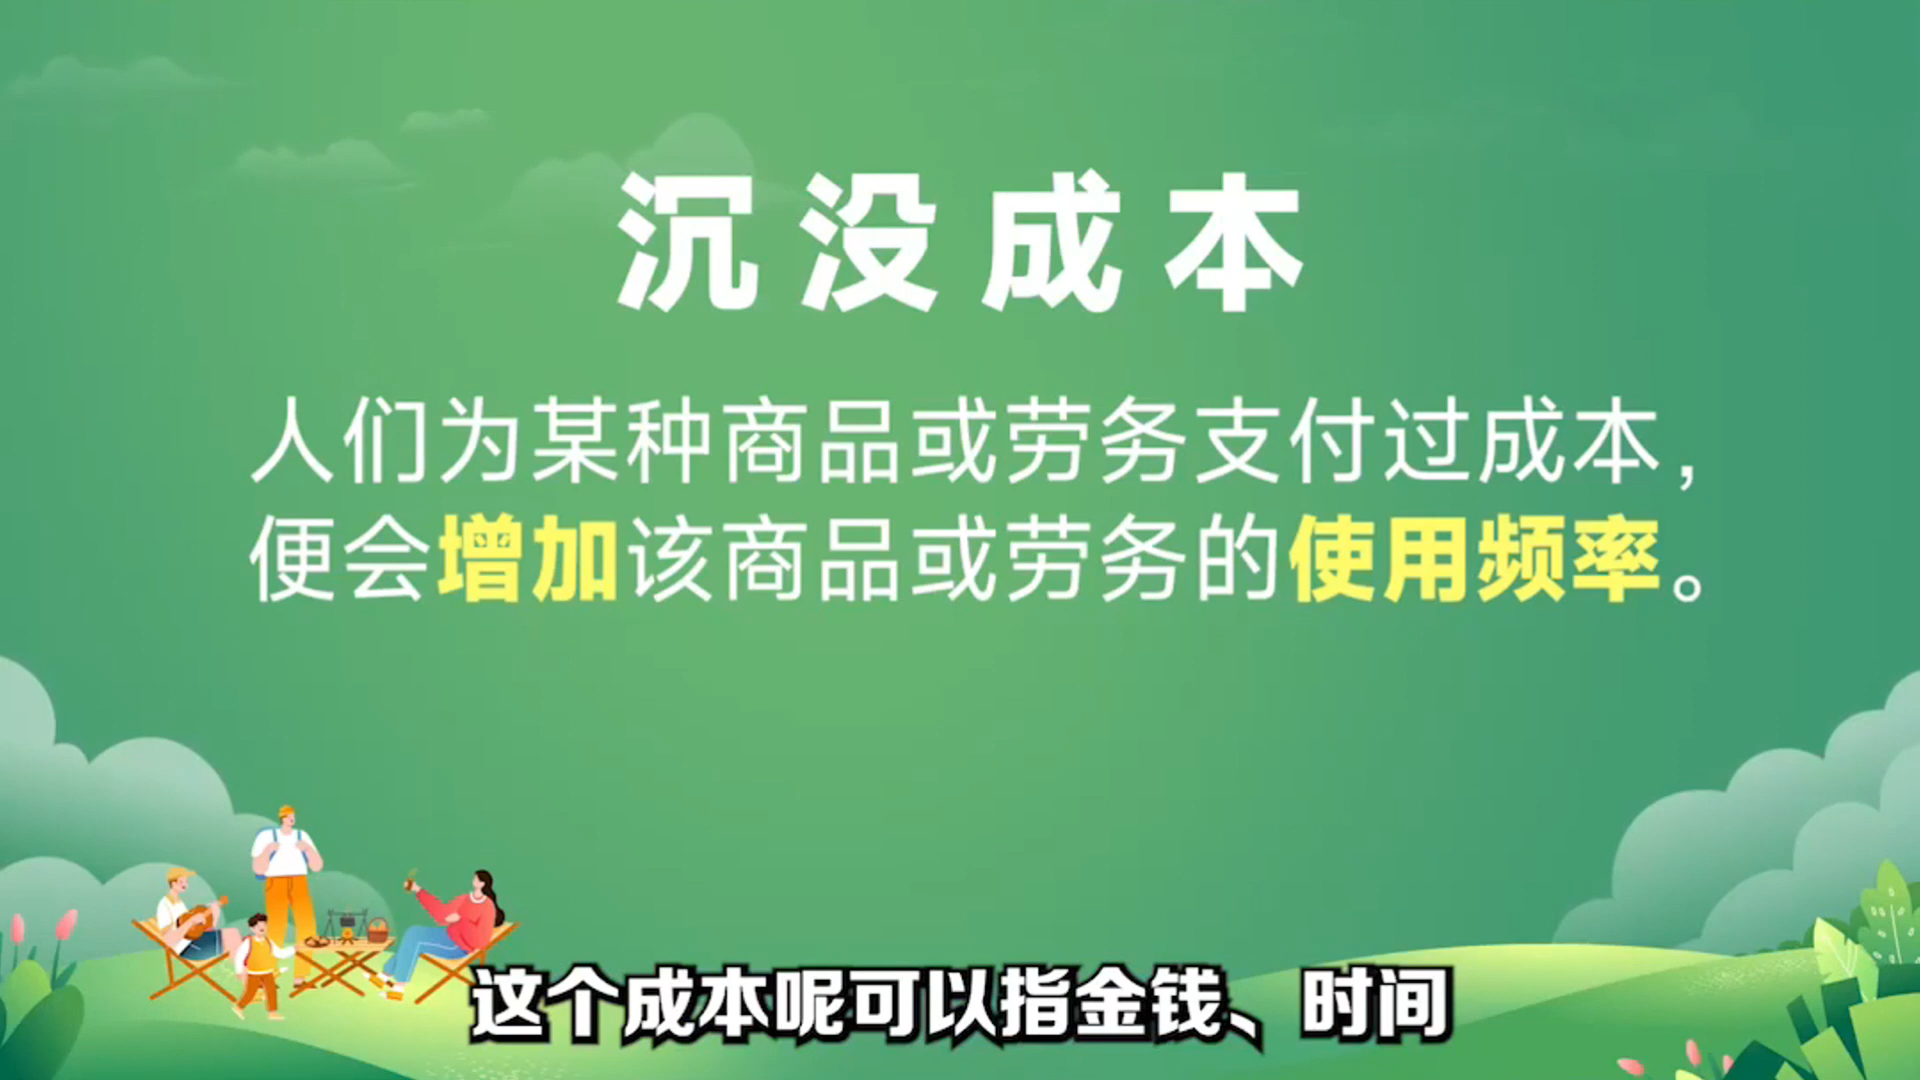 沉没成本
人们为某种商品或劳务支付过成本，
便会增加该商品或劳务的使用频率。
这个成本呢可以指金钱、时间